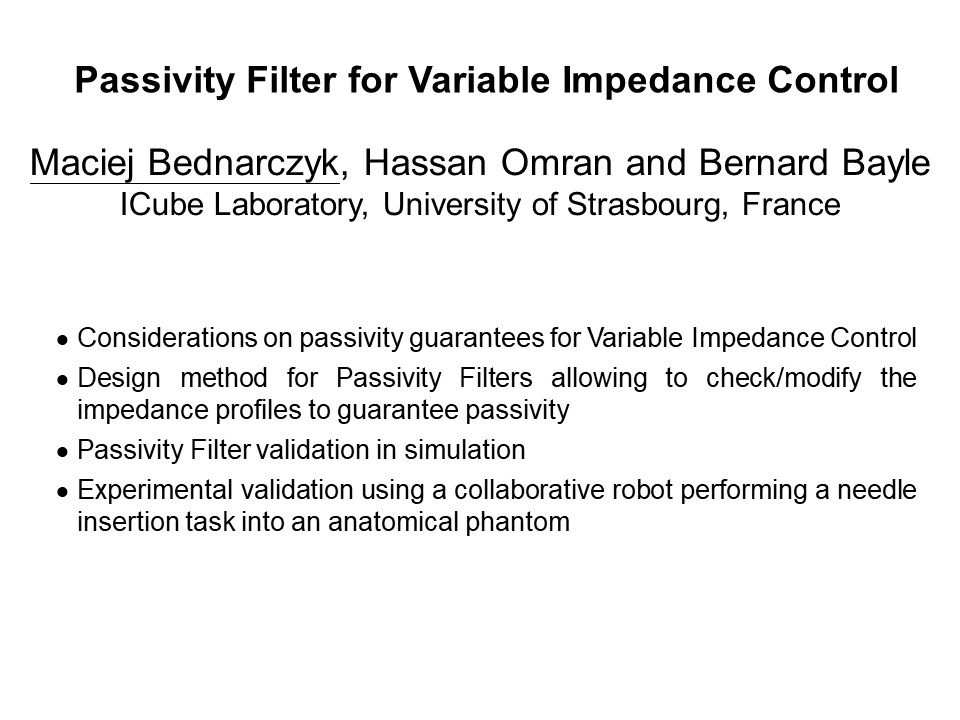 Passivity Filter for Variable Impedance Control
Maciej Bednarczyk, Hassan Omran and Bernard Bayle
ICube Laboratory, University of Strasbourg, France
• Considerations on passivity guarantees for Variable Impedance Control
• Design method for Passivity Filters allowing to check/modify the
impedance profiles to guarantee passivity
• Passivity Filter validation in simulation
• Experimental validation using a collaborative robot performing a needle
insertion task into an anatomical phantom